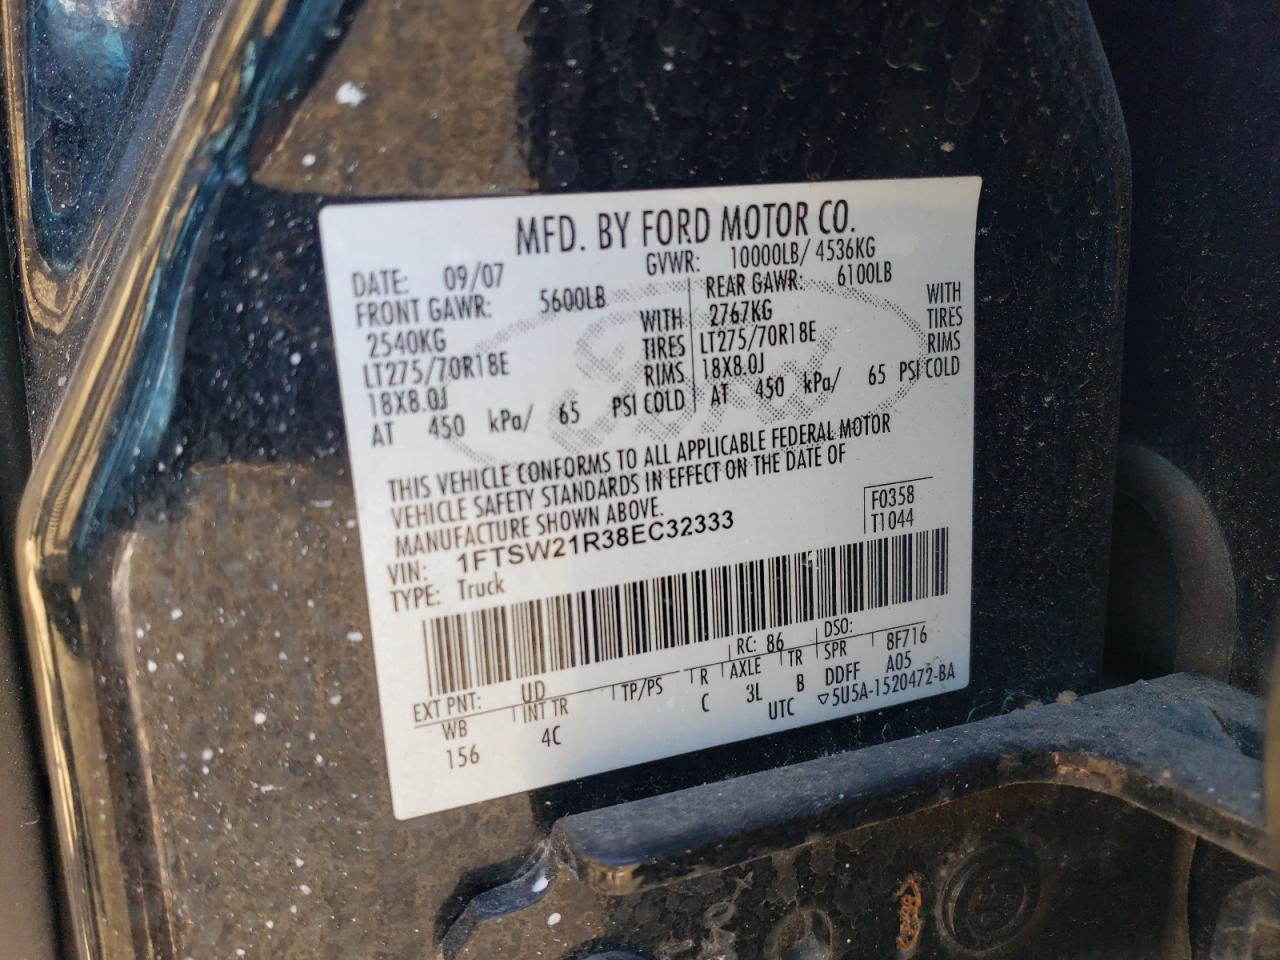 MFD. BY FORD MOTOR CO.
DATE: 09/07 GVWR: 10000LB/ 4536KG
FRONT GAWR: 5600LB REAR GAWR: 6100LB
2540KG WITH 2767KG WITH
LT275/70R18E TIRES LT275/70R18E TIRES
18X8.0J RIMS 18X8.0J RIMS
AT 450 kPa/ 65 PSI COLD AT 450 kPa/ 65 PSI COLD
THIS VEHICLE CONFORMS TO ALL APPLICABLE FEDERAL MOTOR
VEHICLE SAFETY STANDARDS IN EFFECT ON THE DATE OF
MANUFACTURE SHOWN ABOVE.
F0358
T1044
VIN: 1FTSW21R38EC32333
TYPE: Truck
EXT PNT: UD RC: 86 DSO:
WB INT TR TP/PS R AXLE TR SPR 8F716
156 4C C 3L B DDFF A05
UTC ▽5U5A-1520472-BA
Ford